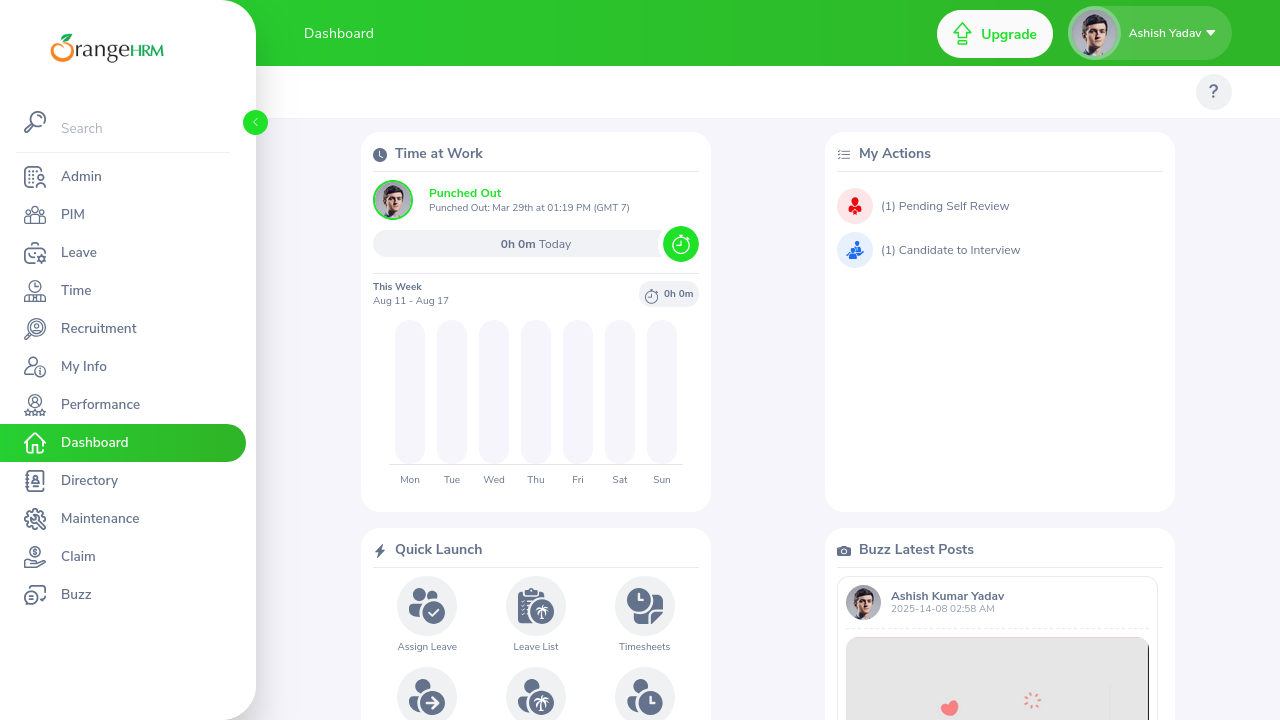 OrangeHRM
Search
Admin
PIM
Leave
Time
Recruitment
My Info
Performance
Dashboard
Directory
Maintenance
Claim
Buzz
Dashboard
Upgrade
Ashish Yadav
?
Time at Work
Punched Out
Punched Out: Mar 29th at 01:19 PM (GMT 7)
0h 0m Today
This Week
Aug 11 - Aug 17
0h 0m
Mon Tue Wed Thu Fri Sat Sun
My Actions
(1) Pending Self Review
(1) Candidate to Interview
Quick Launch
Assign Leave
Leave List
Timesheets
Buzz Latest Posts
Ashish Kumar Yadav
2025-14-08 02:58 AM